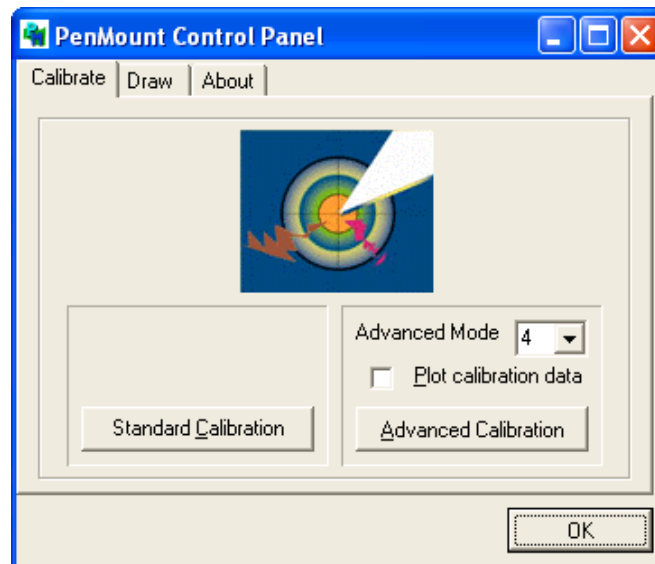 PenMount Control Panel
Calibrate Draw About
Advanced Mode 4
Plot calibration data
Standard Calibration Advanced Calibration
OK